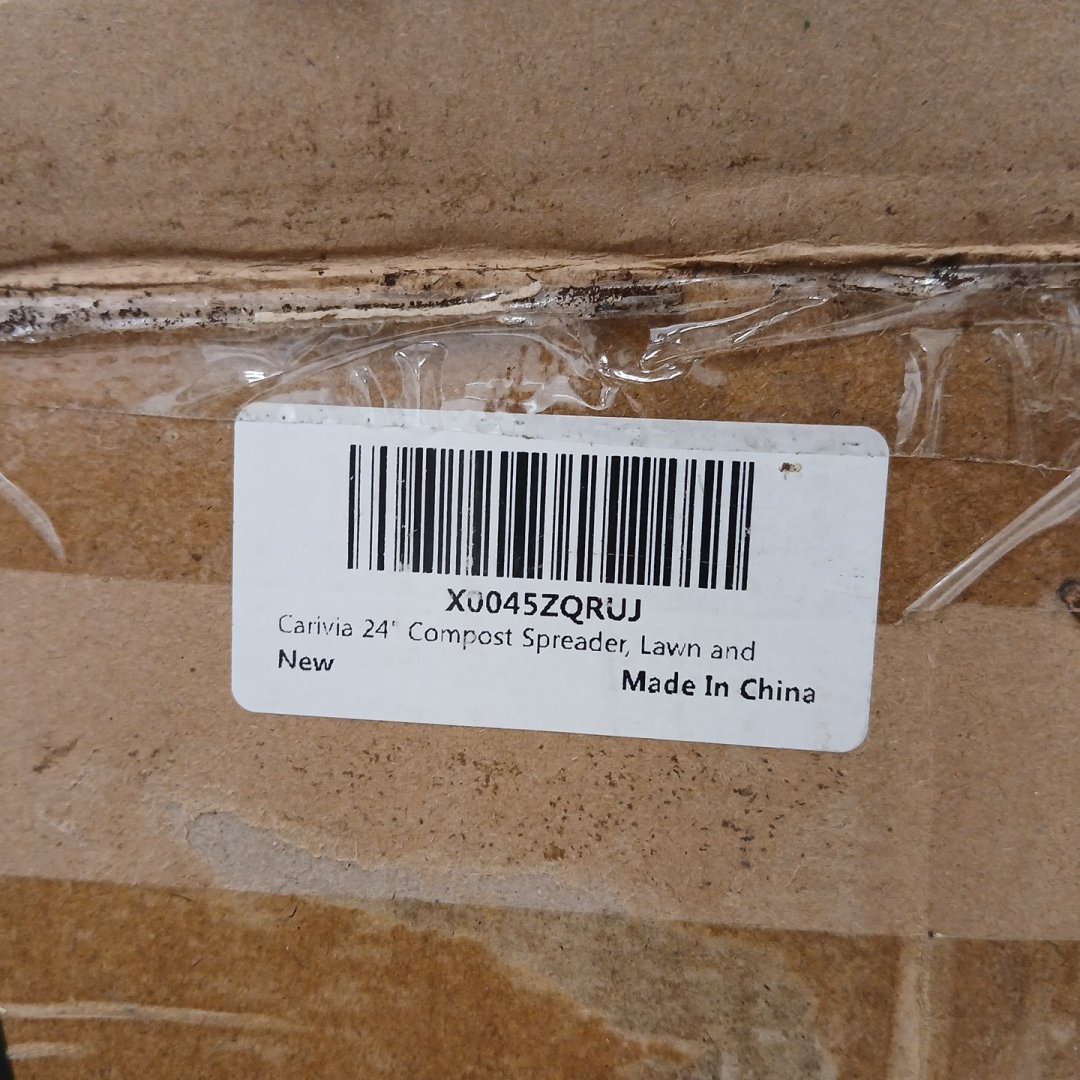 X0045ZQRUJ
Carivia 24" Compost Spreader, Lawn and
New
Made In China